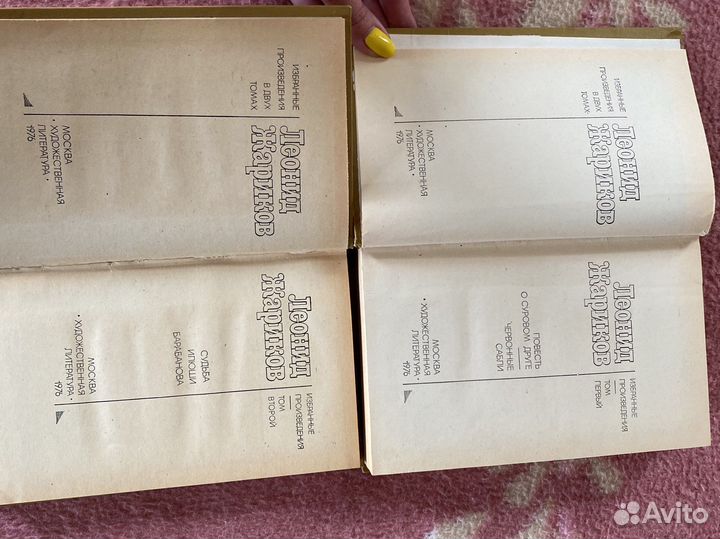 ИЗБРАННЫЕ
ПРОИЗВЕДЕНИЯ
В ДВУХ
ТОМАХ
Леонид
Жариков
МОСКВА
• ХУДОЖЕСТВЕННАЯ
ЛИТЕРАТУРА •
1976
Леонид
Жариков
ИЗБРАННЫЕ
ПРОИЗВЕДЕНИЯ
ТОМ
ВТОРОЙ
СУДЬБА
ИЛЮШИ
БАРАБАНОВА
МОСКВА
• ХУДОЖЕСТВЕННАЯ
ЛИТЕРАТУРА •
1976
ИЗБРАННЫЕ
ПРОИЗВЕДЕНИЯ
В ДВУХ
ТОМАХ
Леонид
Жариков
МОСКВА
• ХУДОЖЕСТВЕННАЯ
ЛИТЕРАТУРА •
1976
Леонид
Жариков
ИЗБРАННЫЕ
ПРОИЗВЕДЕНИЯ
ТОМ
ПЕРВЫЙ
ПОВЕСТЬ
О СУРОВОМ ДРУГЕ
ЧЕРВОННЫЕ
САБЛИ
МОСКВА
• ХУДОЖЕСТВЕННАЯ
ЛИТЕРАТУРА •
1976
Avito